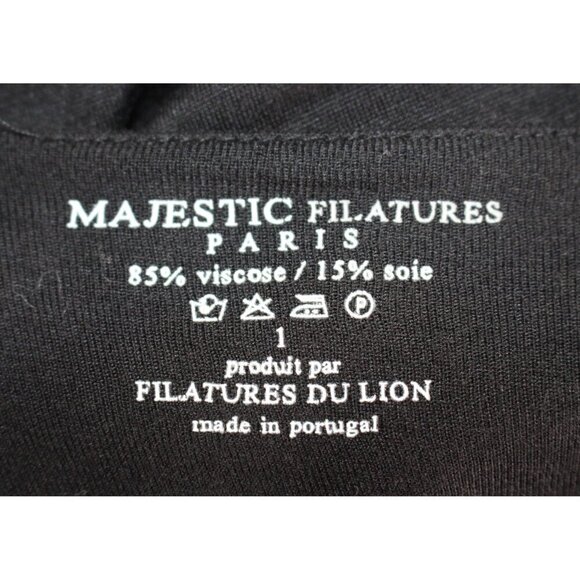 MAJESTIC FILATURES
PARIS
85% viscose / 15% soie
P
1
produit par
FILATURES DU LION
made in portugal